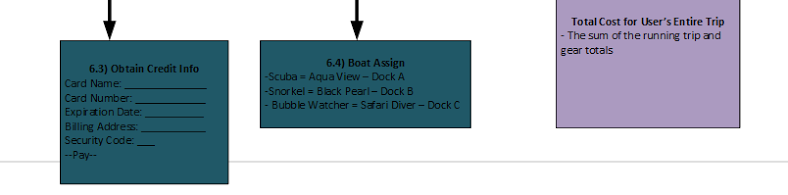 6.3) Obtain Credit Info
Card Name: ____________
Card Number: __________
Expiration Date: _________
Billing Address: __________
Security Code: ___
--Pay--
6.4) Boat Assign
-Scuba = Aqua View – Dock A
-Snorkel = Black Pearl – Dock B
- Bubble Watcher = Safari Diver – Dock C
Total Cost for User's Entire Trip
- The sum of the running trip and
gear totals